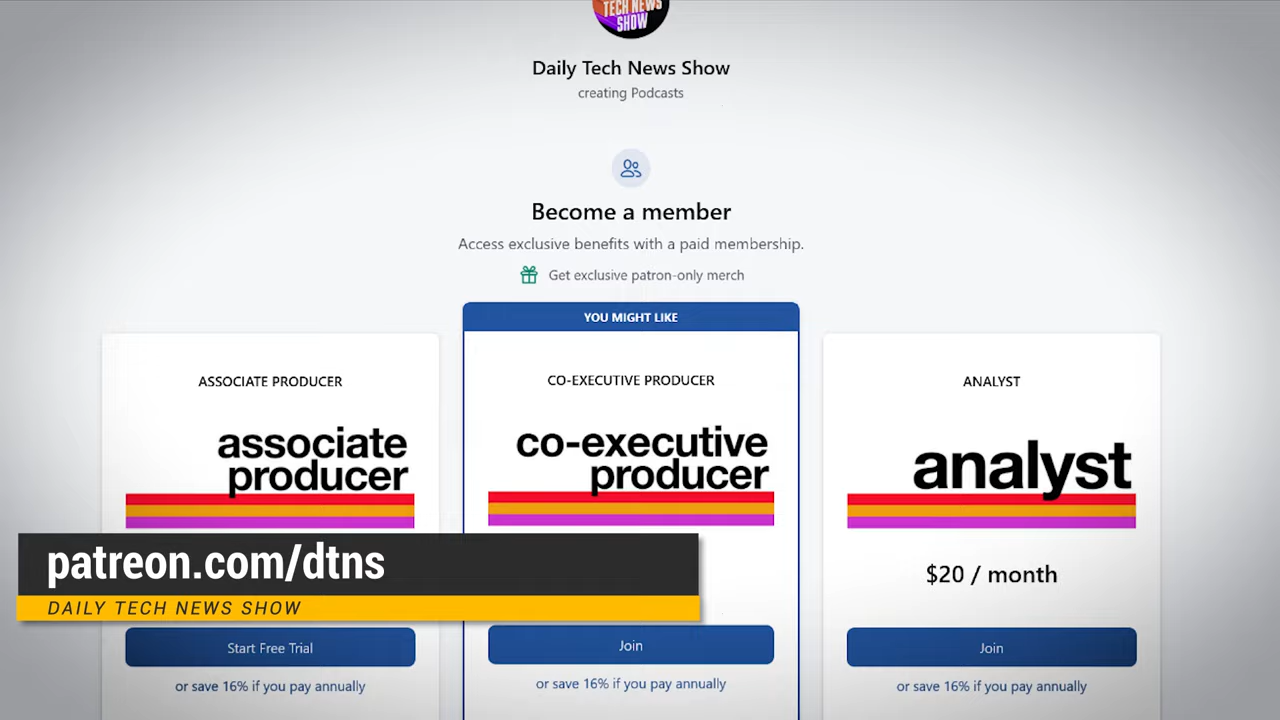 TECH NEWS
SHOW
Daily Tech News Show
creating Podcasts
Become a member
Access exclusive benefits with a paid membership.
Get exclusive patron-only merch
YOU MIGHT LIKE
ASSOCIATE PRODUCER
associate
producer
Start Free Trial
or save 16% if you pay annually
CO-EXECUTIVE PRODUCER
co-executive
producer
Join
or save 16% if you pay annually
ANALYST
analyst
$20 / month
Join
or save 16% if you pay annually
patreon.com/dtns
DAILY TECH NEWS SHOW